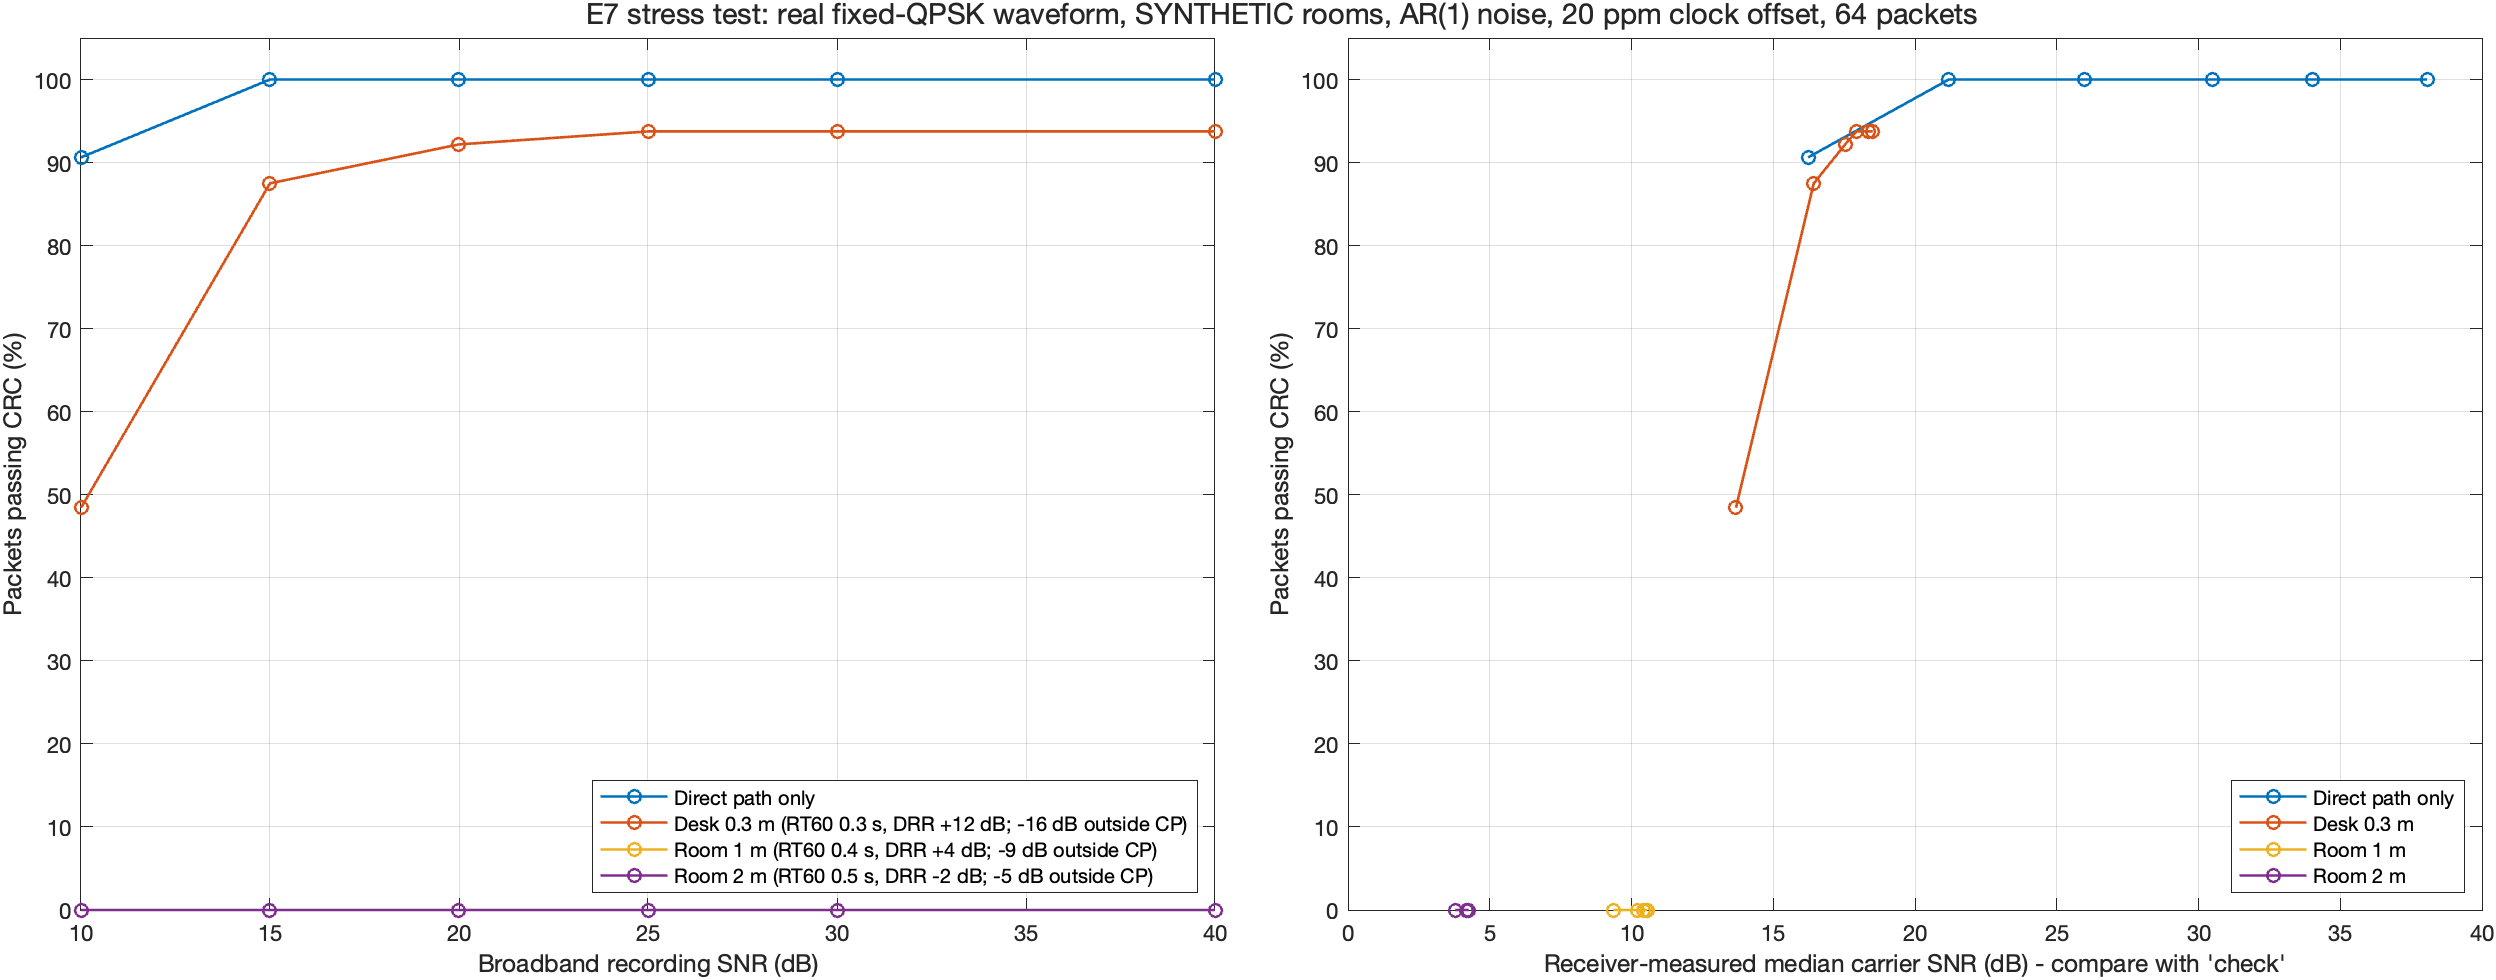 E7 stress test: real fixed-QPSK waveform, SYNTHETIC rooms, AR(1) noise, 20 ppm clock offset, 64 packets
Packets passing CRC (%)
100
90
80
70
60
50
40
30
20
10
0
10
15
20
25
30
35
40
Broadband recording SNR (dB)
Direct path only
Desk 0.3 m (RT60 0.3 s, DRR +12 dB; -16 dB outside CP)
Room 1 m (RT60 0.4 s, DRR +4 dB; -9 dB outside CP)
Room 2 m (RT60 0.5 s, DRR -2 dB; -5 dB outside CP)
Packets passing CRC (%)
100
90
80
70
60
50
40
30
20
10
0
0
5
10
15
20
25
30
35
40
Receiver-measured median carrier SNR (dB) - compare with 'check'
Direct path only
Desk 0.3 m
Room 1 m
Room 2 m